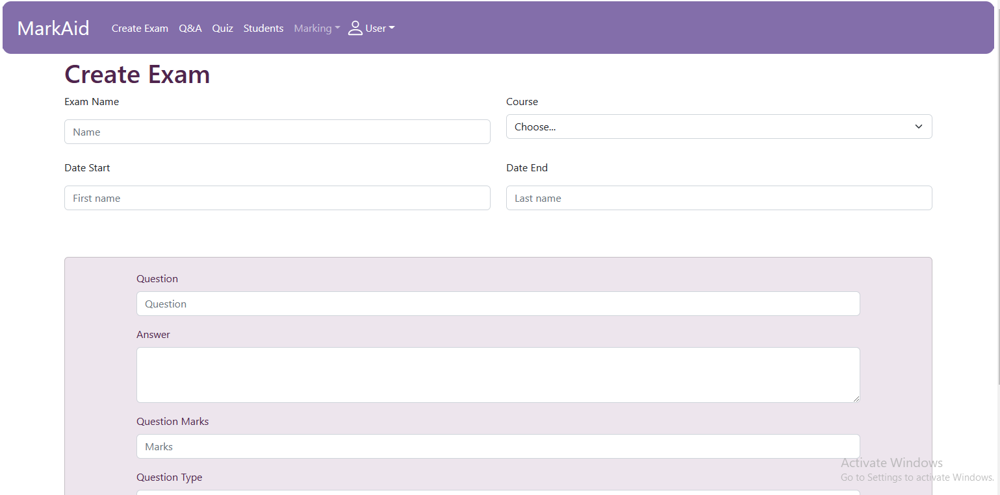 MarkAid Create Exam Q&A Quiz Students Marking User
Create Exam
Exam Name Course
Name Choose...
Date Start Date End
First name Last name
Question
Question
Answer
Question Marks
Marks
Activate Windows
Question Type Go to Settings to activate Windows.